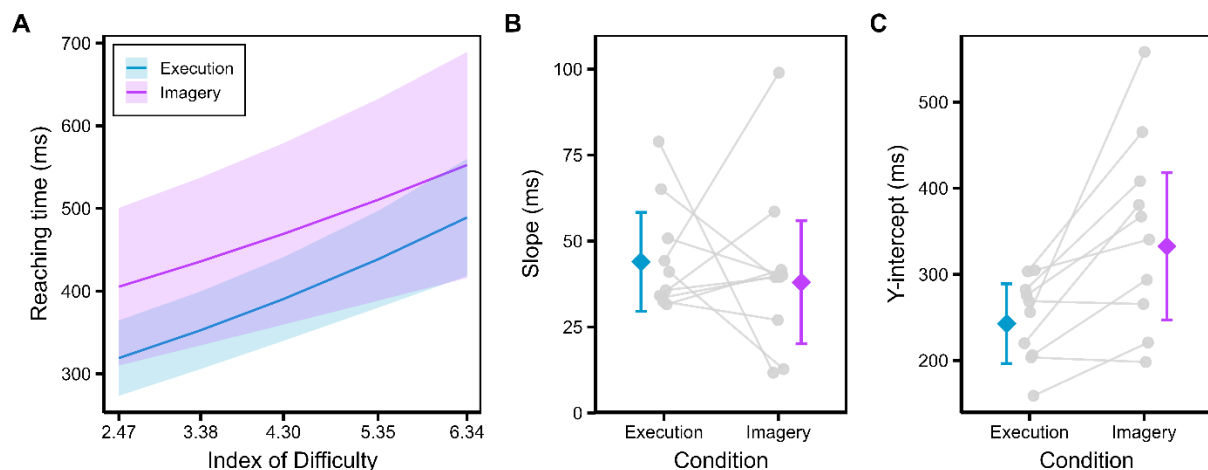 A
Reaching time (ms)
700
600
500
400
300
Execution
Imagery
2.47 3.38 4.30 5.35 6.34
Index of Difficulty
B
Slope (ms)
100
75
50
25
0
Execution Imagery
Condition
C
Y-intercept (ms)
500
400
300
200
Execution Imagery
Condition